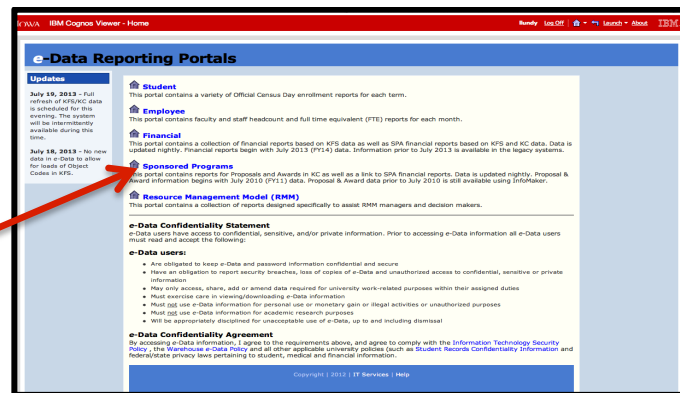 IOWA IBM Cognos Viewer - Home Rundy Log Off About Launch IBM
e-Data Reporting Portals
Updates
July 19, 2013 - Full
refresh of KFS/KC data
is scheduled for this
evening. The system
will be intermittently
available during this
time.
July 18, 2013 - No new
data in e-Data to allow
for loads of Object
Codes in KFS.
Student
This portal contains a variety of Official Census Day enrollment reports for each term.
Employee
This portal contains faculty and staff headcount and full time equivalent (FTE) reports for each month.
Financial
This portal contains a collection of financial reports based on KFS data as well as SPA financial reports based on KFS and KC data. Data is
updated nightly. Financial reports begin with July 2013 (FY14) data. Information prior to July 2013 is available in the legacy systems.
Sponsored Programs
This portal contains reports for Proposals and Awards in KC as well as a link to SPA financial reports. Data is updated nightly. Proposal &
Award information begins with July 2010 (FY11) data. Proposal & Award data prior to July 2010 is still available using InfoMaker.
Resource Management Model (RMM)
This portal contains a collection of reports designed specifically to assist RMM managers and decision makers.
e-Data Confidentiality Statement
e-Data users have access to confidential, sensitive, and/or private information. Prior to accessing e-Data information all e-Data users
must read and accept the following:
e-Data users:
• Are obligated to keep e-Data and password information confidential and secure
• Have an obligation to report security breaches, loss of copies of e-Data and unauthorized access to confidential, sensitive or private
information
• May only access, share, add or amend data required for university work-related purposes within their assigned duties
• Must exercise care in viewing/downloading e-Data information
• Must not use e-Data information for personal use or monetary gain or illegal activities or unauthorized purposes
• Must not use e-Data information for academic research purposes
• Will be appropriately disciplined for unacceptable use of e-Data, up to and including dismissal
e-Data Confidentiality Agreement
By accessing e-Data information, I agree to the requirements above, and agree to comply with the Information Technology Security
Policy , the Warehouse e-Data Policy and all other applicable university policies (such as Student Records Confidentiality Information and
federal/state privacy laws pertaining to student, medical and financial information.
Copyright | 2012 | IT Services | Help